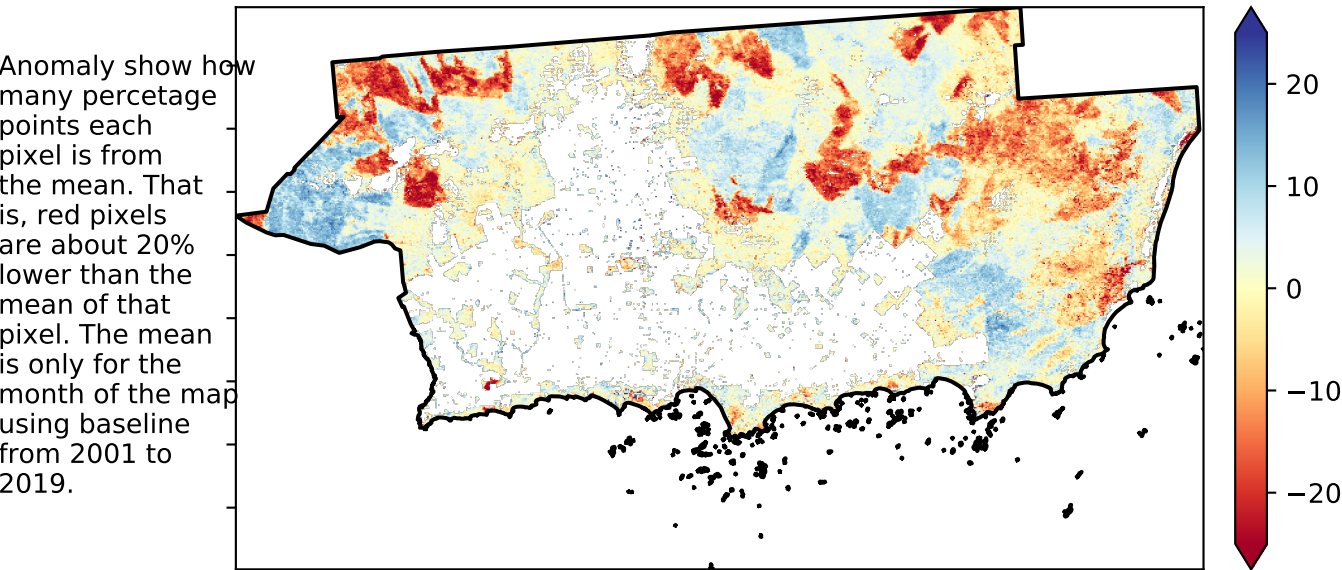 Anomaly show how
many percetage
points each
pixel is from
the mean. That
is, red pixels
are about 20%
lower than the
mean of that
pixel. The mean
is only for the
month of the map
using baseline
from 2001 to
2019.
20
10
0
−10
−20